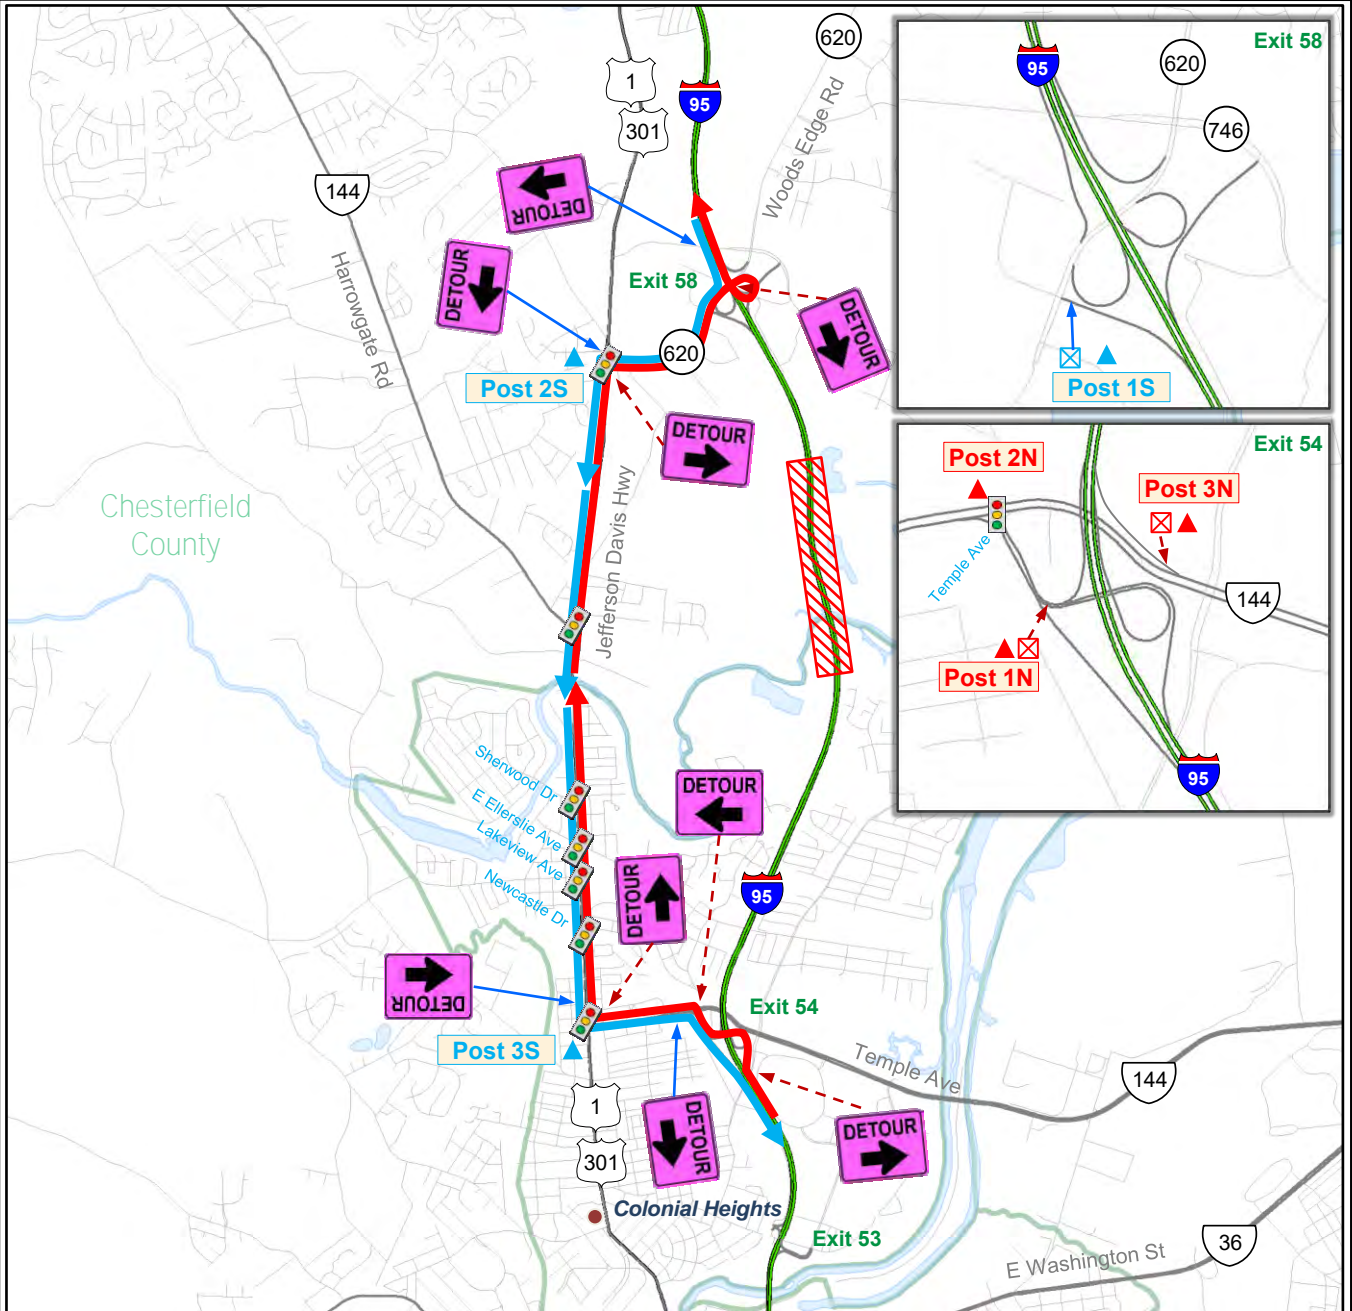 620
1
301
95
Woods Edge Rd
144
Harrowgate Rd
DETOUR
DETOUR
Exit 58
620
DETOUR
Post 2S
DETOUR
Chesterfield
County
Jefferson Davis Hwy
Sherwood Dr
E Ellerslie Ave
Lakeview Ave
Newcastle Dr
DETOUR
DETOUR
95
DETOUR
Post 3S
Exit 54
Temple Ave
144
1
301
DETOUR
DETOUR
Colonial Heights
Exit 53
E Washington St
36
Exit 58
95
620
746
Post 1S
Exit 54
Post 2N
Post 3N
Temple Ave
144
Post 1N
95